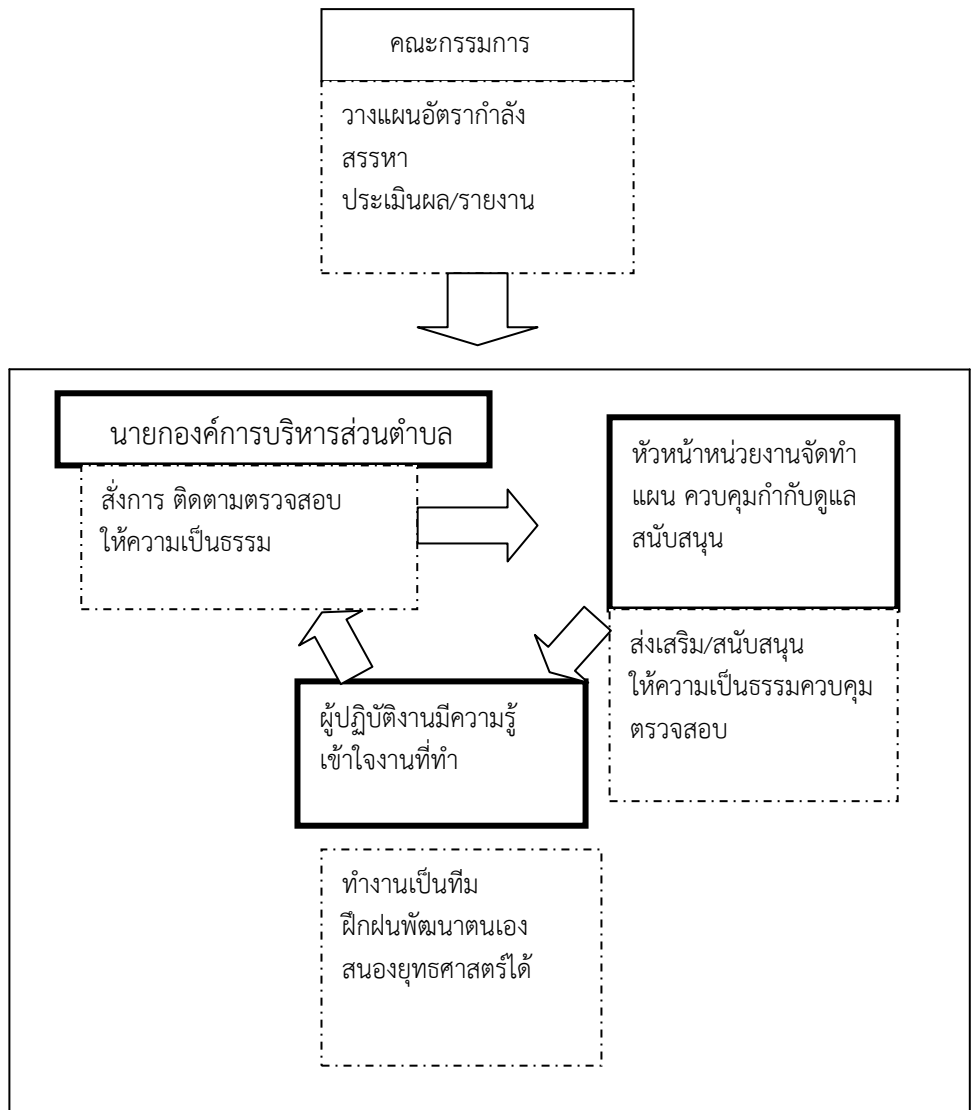 คณะกรรมการ
วางแผนอัตรากำลัง
สรรหา
ประเมินผล/รายงาน
นายกองค์การบริหารส่วนตำบล
สั่งการ ติดตามตรวจสอบ
ให้ความเป็นธรรม
หัวหน้าหน่วยงานจัดทำ
แผน ควบคุมกำกับดูแล
สนับสนุน
ส่งเสริม/สนับสนุน
ให้ความเป็นธรรมควบคุม
ตรวจสอบ
ผู้ปฏิบัติงานมีความรู้
เข้าใจงานที่ทำ
ทำงานเป็นทีม
ฝึกฝนพัฒนาตนเอง
สนองยุทธศาสตร์ได้